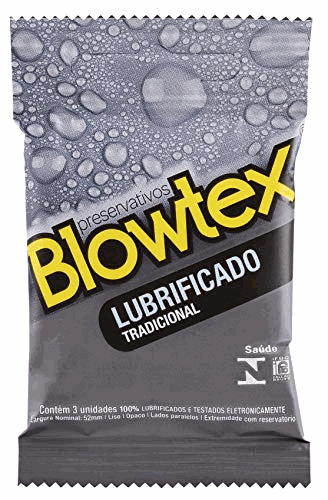 preservativos
Blowtex
LUBRIFICADO
TRADICIONAL
Saúde
Contém 3 unidades 100% LUBRIFICADOS E TESTADOS ELETRONICAMENTE
Largura Nominal: 52mm | Liso | Opaco | Lados paralelos | Extremidade com reservatório